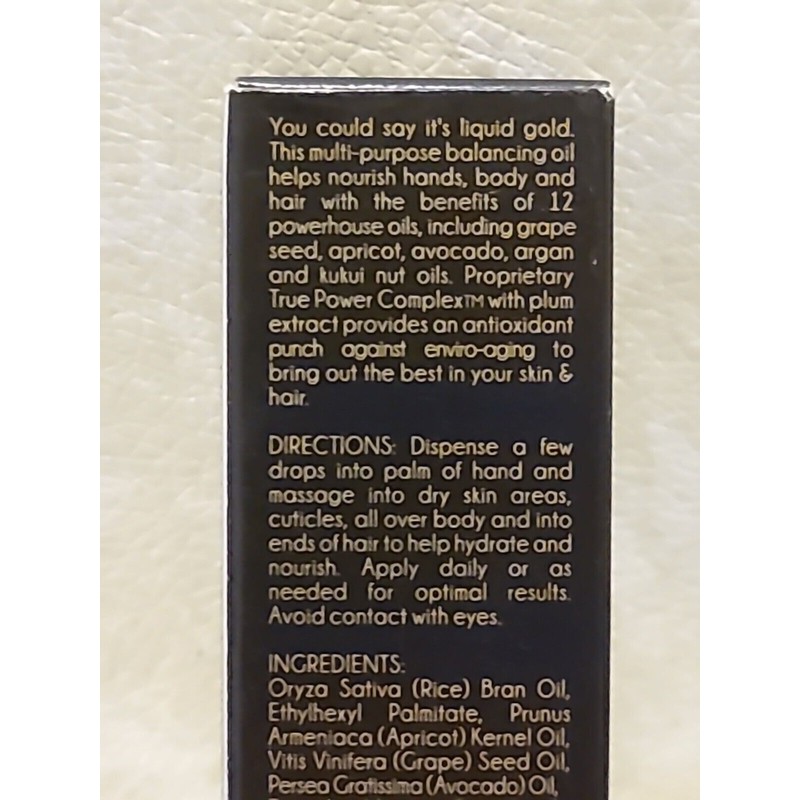 You could say it's liquid gold.
This multi-purpose balancing oil
helps nourish hands, body and
hair with the benefits of 12
powerhouse oils, including grape
seed, apricot, avocado, argan
and kukui nut oils. Proprietary
True Power Complex™ with plum
extract provides an antioxidant
punch against enviro-aging to
bring out the best in your skin &
hair.
DIRECTIONS: Dispense a few
drops into palm of hand and
massage into dry skin areas,
cuticles, all over body and into
ends of hair to help hydrate and
nourish. Apply daily or as
needed for optimal results.
Avoid contact with eyes.
INGREDIENTS:
Oryza Sativa (Rice) Bran Oil,
Ethylhexyl Palmitate, Prunus
Armeniaca (Apricot) Kernel Oil,
Vitis Vinifera (Grape) Seed Oil,
Persea Gratissima (Avocado) Oil,